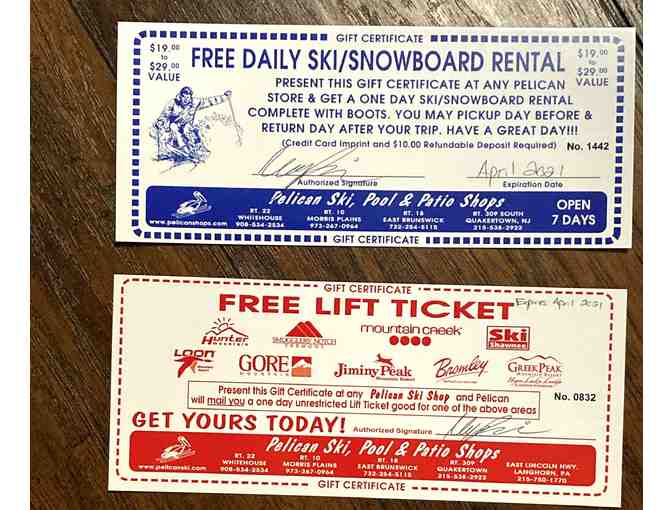 GIFT CERTIFICATE
$19.00 to $29.00 VALUE
FREE DAILY SKI/SNOWBOARD RENTAL
$19.00 to $29.00 VALUE
PRESENT THIS GIFT CERTIFICATE AT ANY PELICAN
STORE & GET A ONE DAY SKI/SNOWBOARD RENTAL
COMPLETE WITH BOOTS. YOU MAY PICKUP DAY BEFORE &
RETURN DAY AFTER YOUR TRIP. HAVE A GREAT DAY!!!
(Credit Card Imprint and $10.00 Refundable Deposit Required) No. 1442
April 2021
Authorized Signature Expiration Date
Pelican Ski, Pool & Patio Shops
www.pelicanshops.com
RT. 22 WHITEHOUSE 908-534-2534
RT. 10 MORRIS PLAINS 973-267-0964
RT. 18 EAST BRUNSWICK 732-254-5115
RT. 309 SOUTH QUAKERTOWN, NJ 215-538-2922
OPEN 7 DAYS
GIFT CERTIFICATE
GIFT CERTIFICATE
FREE LIFT TICKET
Expires April 2021
Hunter
SMUGGLERS' NOTCH
VERMONT
mountain creek
Ski Shawnee
LOON
GORE
MOUNTAIN
Jiminy Peak
Bromley
GREEK PEAK
Present this Gift Certificate at any Pelican Ski Shop and Pelican
will mail you a one day unrestricted Lift Ticket good for one of the above areas
No. 0832
GET YOURS TODAY!
Authorized Signature
Pelican Ski, Pool & Patio Shops
www.pelicanski.com
RT. 22 WHITEHOUSE 908-534-2534
RT. 10 MORRIS PLAINS 973-267-0964
RT. 18 EAST BRUNSWICK 732-254-5115
RT. 309 QUAKERTOWN 215-538-2922
EAST LINCOLN HWY. LANGHORN, PA 215-750-1770
GIFT CERTIFICATE